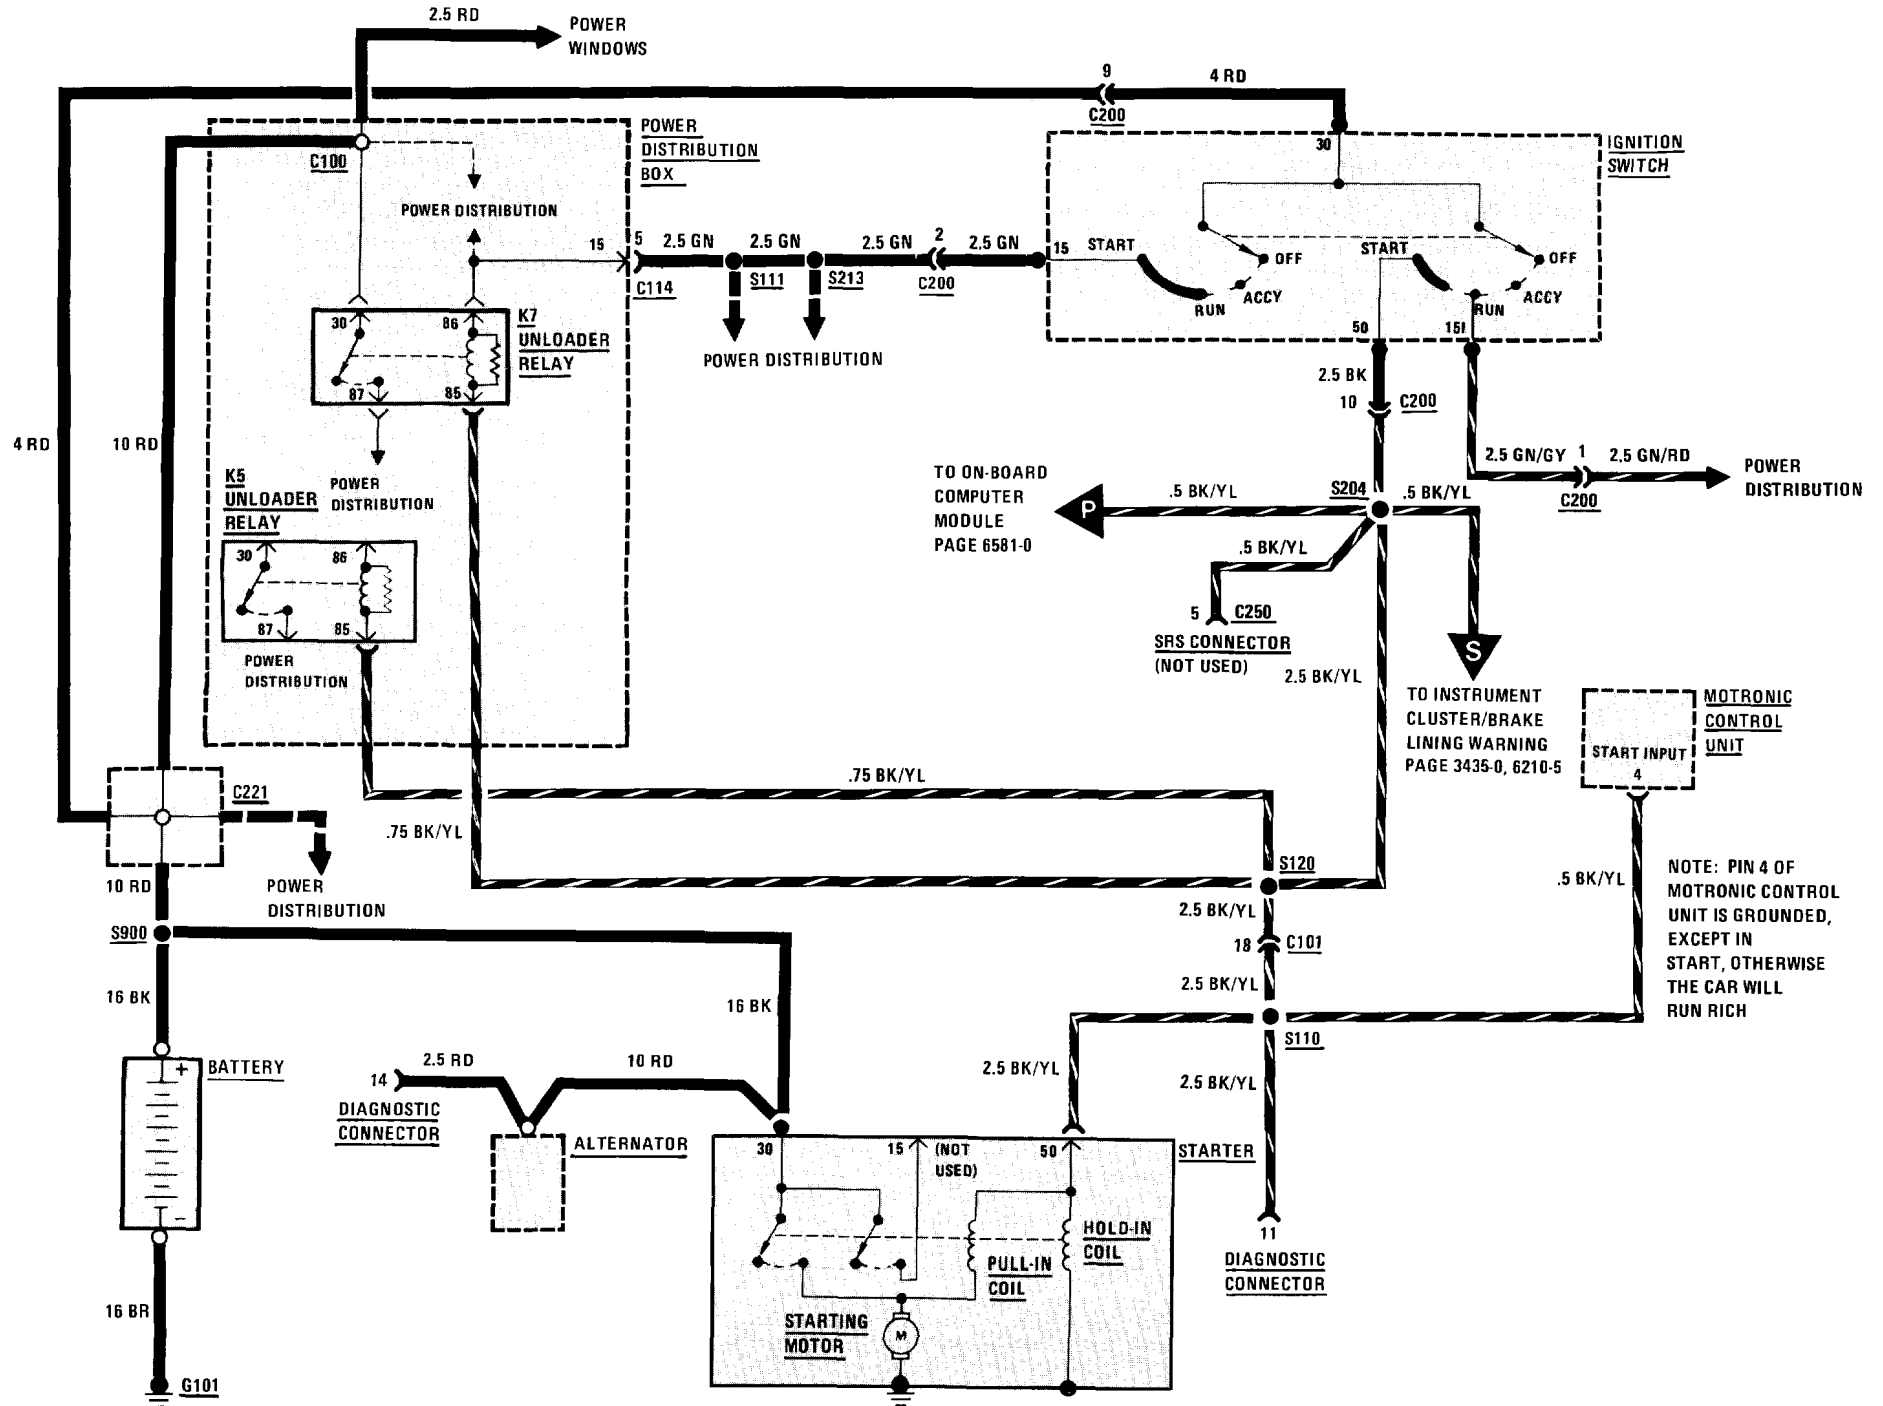 2.5 RD
POWER
WINDOWS
9
4 RD
C200
POWER
DISTRIBUTION
BOX
C100
POWER DISTRIBUTION
15
5
C114
2.5 GN
S111
2.5 GN
S213
2.5 GN
2
C200
2.5 GN
POWER DISTRIBUTION
IGNITION
SWITCH
30
15
START
OFF
ACCY
RUN
START
OFF
ACCY
RUN
50
15I
30
86
87
85
K7
UNLOADER
RELAY
4 RD
10 RD
POWER
DISTRIBUTION
K5
UNLOADER
RELAY
30
86
87
85
POWER
DISTRIBUTION
2.5 BK
10
C200
2.5 GN/GY
1
C200
2.5 GN/RD
POWER
DISTRIBUTION
TO ON-BOARD
COMPUTER
MODULE
PAGE 6581-0
P
.5 BK/YL
S204
.5 BK/YL
.5 BK/YL
5
C250
SRS CONNECTOR
(NOT USED)
2.5 BK/YL
S
TO INSTRUMENT
CLUSTER/BRAKE
LINING WARNING
PAGE 3435-0, 6210-5
MOTRONIC
CONTROL
UNIT
START INPUT
4
.5 BK/YL
NOTE: PIN 4 OF
MOTRONIC CONTROL
UNIT IS GROUNDED,
EXCEPT IN
START, OTHERWISE
THE CAR WILL
RUN RICH
C221
POWER
DISTRIBUTION
.75 BK/YL
.75 BK/YL
10 RD
S900
16 BK
S120
2.5 BK/YL
18
C101
2.5 BK/YL
S110
2.5 BK/YL
2.5 BK/YL
11
DIAGNOSTIC
CONNECTOR
BATTERY
+
−
16 BR
G101
16 BK
14
2.5 RD
10 RD
DIAGNOSTIC
CONNECTOR
ALTERNATOR
STARTER
30
15
(NOT
USED)
50
HOLD-IN
COIL
PULL-IN
COIL
STARTING
MOTOR
M